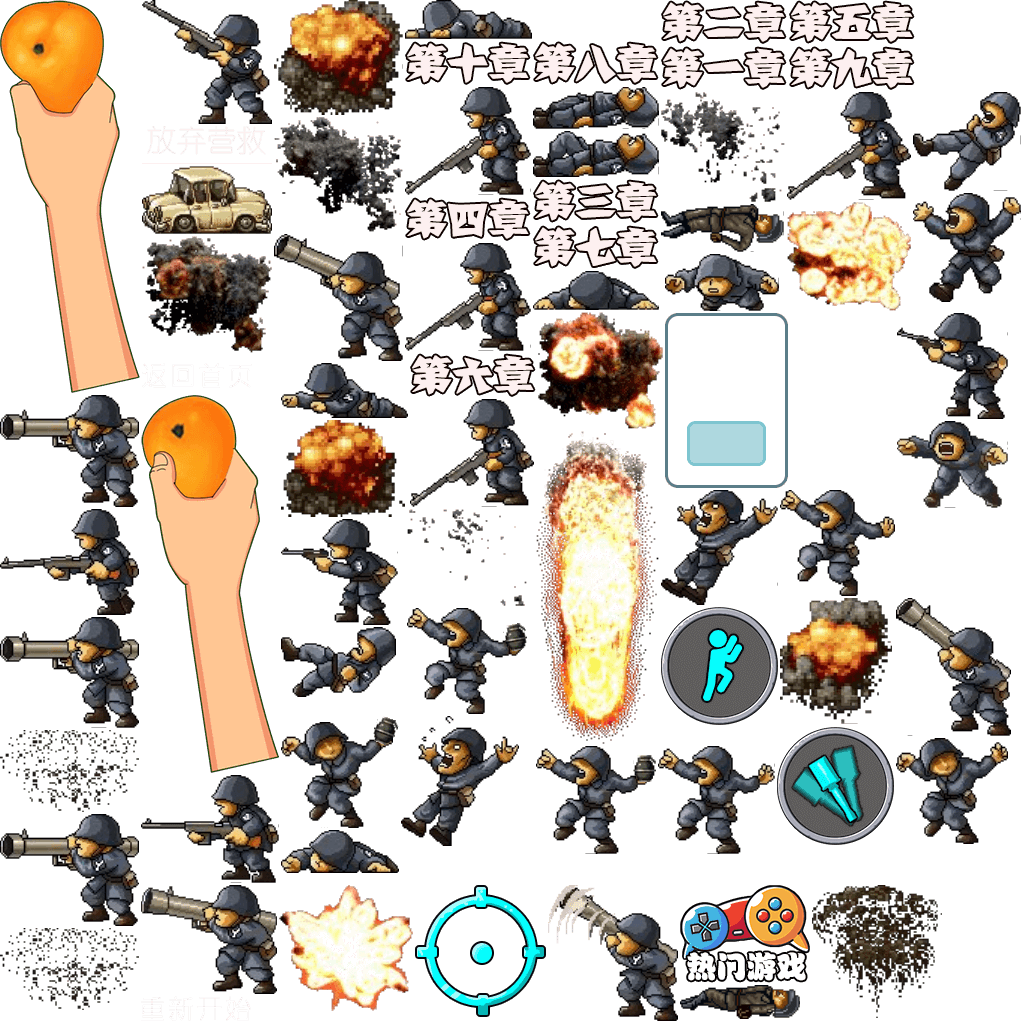 第二章
第五章
第十章
第八章
第一章
第九章
放弃营救
第三章
第四章
第七章
第六章
返回首页
热门游戏
重新开始